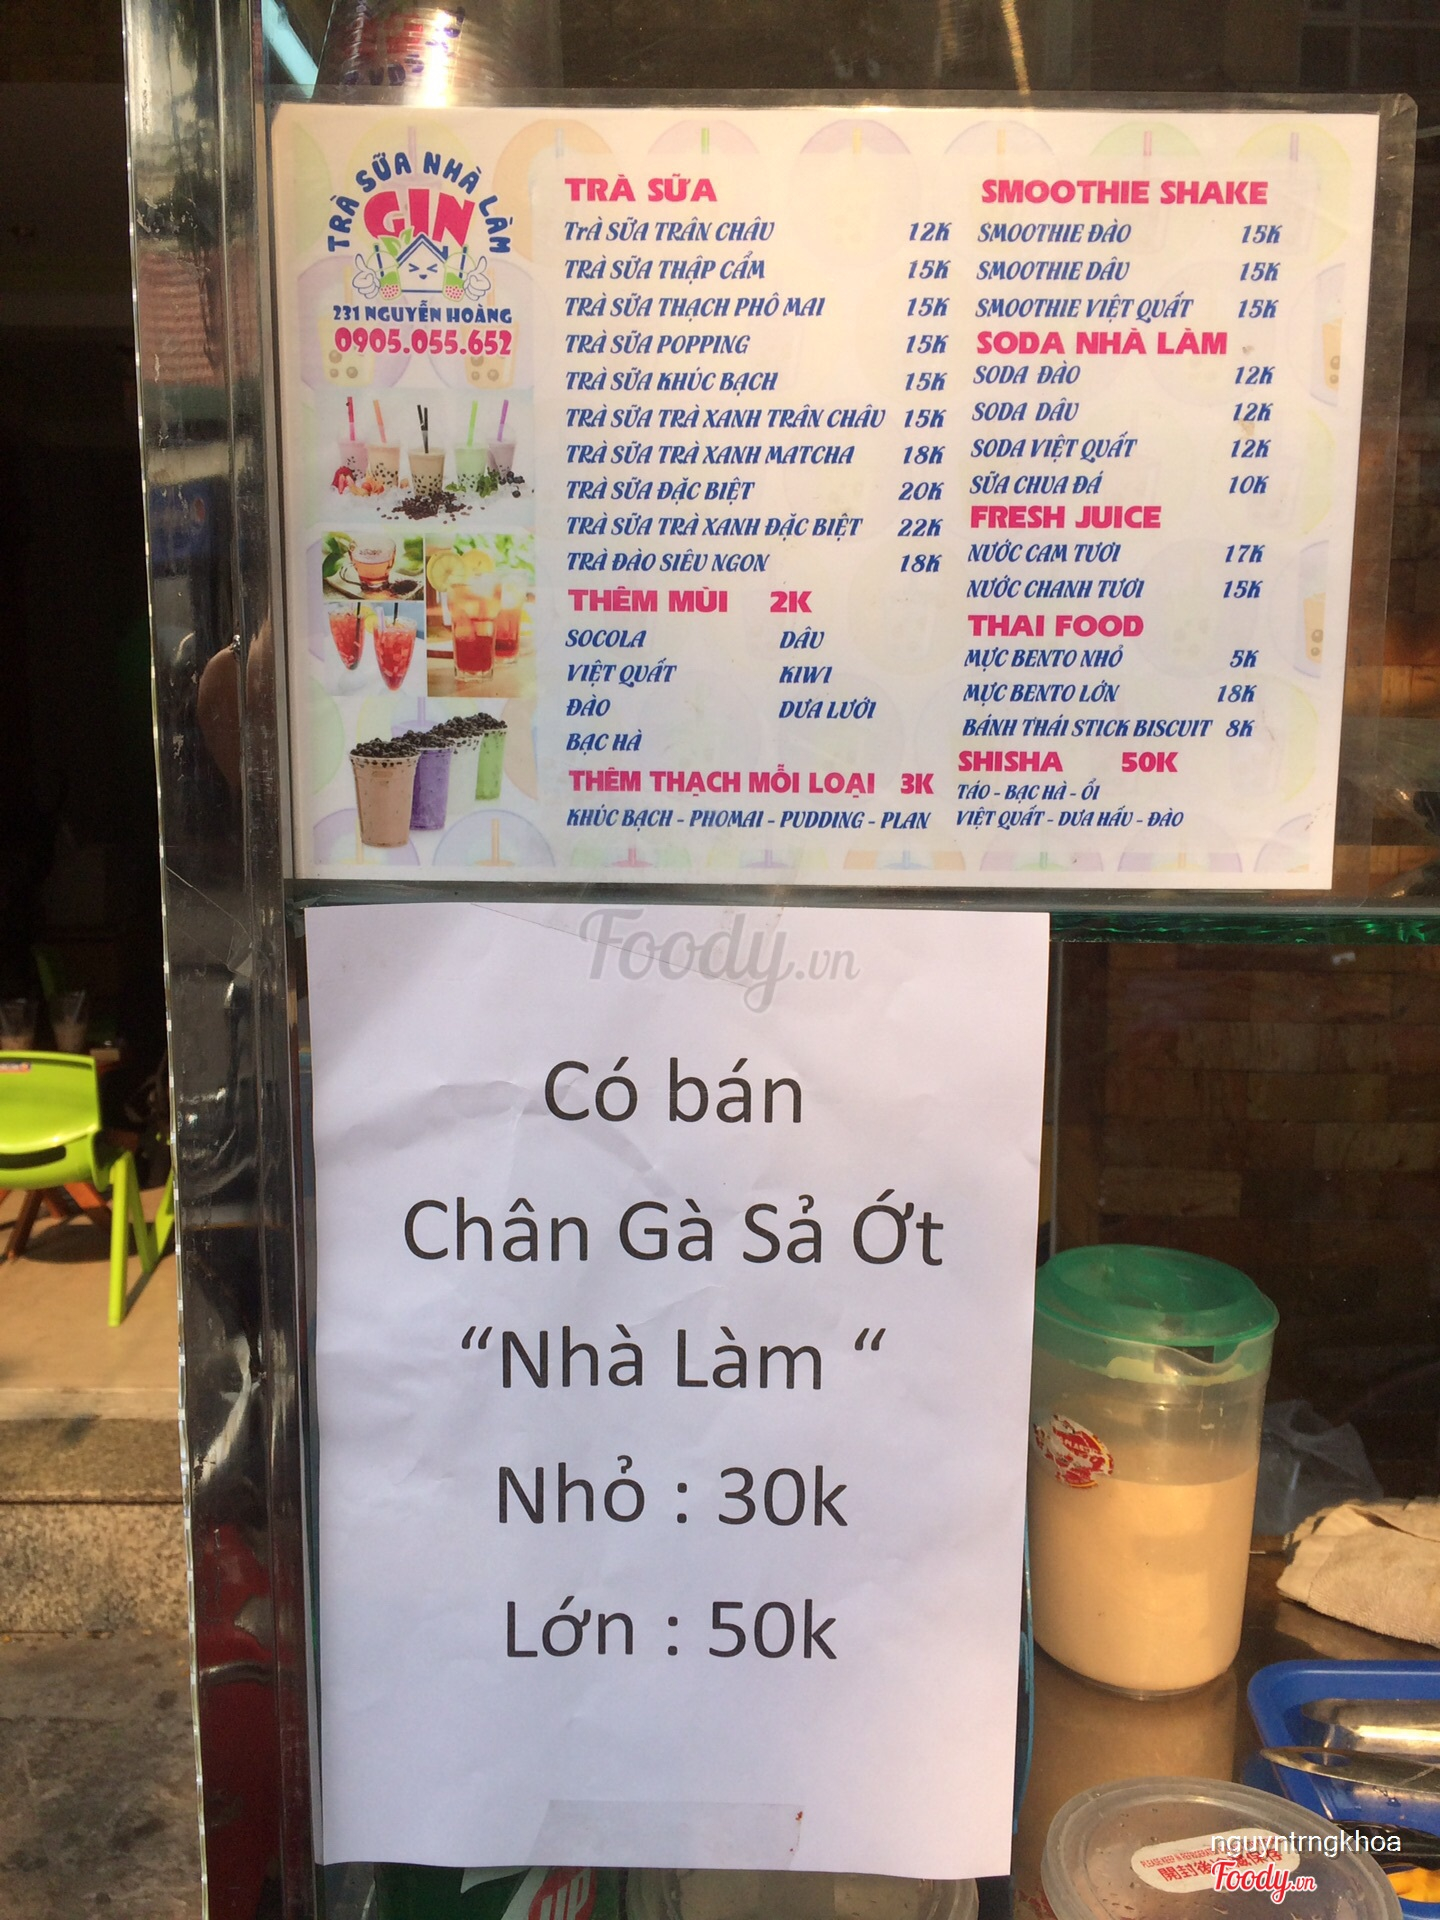 TRÀ SỮA NHÀ LÀM
GIN
231 NGUYỄN HOÀNG
0905.055.652
TRÀ SỮA
TrÀ SỮA TRÂN CHÂU 12K
TRÀ SỮA THẬP CẨM 15K
TRÀ SỮA THẠCH PHÔ MAI 15K
TRÀ SỮA POPPING 15K
TRÀ SỮA KHÚC BẠCH 15K
TRÀ SỮA TRÀ XANH TRÂN CHÂU 15K
TRÀ SỮA TRÀ XANH MATCHA 18K
TRÀ SỮA ĐẶC BIỆT 20K
TRÀ SỮA TRÀ XANH ĐẶC BIỆT 22K
TRÀ ĐÀO SIÊU NGON 18K
THÊM MÙI 2K
SOCOLA DÂU
VIỆT QUẤT KIWI
ĐÀO DƯA LƯỚI
BẠC HÀ
THÊM THẠCH MỖI LOẠI 3K
KHÚC BẠCH - PHOMAI - PUDDING - PLAN
SMOOTHIE SHAKE
SMOOTHIE ĐÀO 15K
SMOOTHIE DÂU 15K
SMOOTHIE VIỆT QUẤT 15K
SODA NHÀ LÀM
SODA ĐÀO 12K
SODA DÂU 12K
SODA VIỆT QUẤT 12K
SỮA CHUA ĐÁ 10K
FRESH JUICE
NƯỚC CAM TƯƠI 17K
NƯỚC CHANH TƯƠI 15K
THAI FOOD
MỰC BENTO NHỎ 5K
MỰC BENTO LỚN 18K
BÁNH THÁI STICK BISCUIT 8K
SHISHA 50K
TÁO - BẠC HÀ - ỔI
VIỆT QUẤT - DƯA HẤU - ĐÀO
Foody.vn
Có bán
Chân Gà Sả Ớt
“Nhà Làm “
Nhỏ : 30k
Lớn : 50k
nguyntrngkhoa
Foody.vn